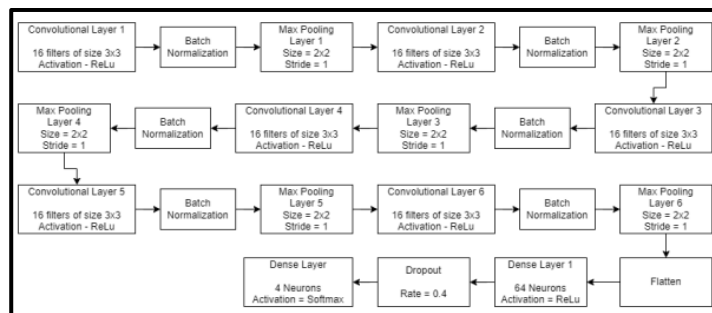 Convolutional Layer 1
16 filters of size 3x3
Activation - ReLu
Batch
Normalization
Max Pooling
Layer 1
Size = 2x2
Stride = 1
Convolutional Layer 2
16 filters of size 3x3
Activation - ReLu
Batch
Normalization
Max Pooling
Layer 2
Size = 2x2
Stride = 1
Convolutional Layer 3
16 filters of size 3x3
Activation - ReLu
Batch
Normalization
Max Pooling
Layer 3
Size = 2x2
Stride = 1
Convolutional Layer 4
16 filters of size 3x3
Activation - ReLu
Batch
Normalization
Max Pooling
Layer 4
Size = 2x2
Stride = 1
Convolutional Layer 5
16 filters of size 3x3
Activation - ReLu
Batch
Normalization
Max Pooling
Layer 5
Size = 2x2
Stride = 1
Convolutional Layer 6
16 filters of size 3x3
Activation - ReLu
Batch
Normalization
Max Pooling
Layer 6
Size = 2x2
Stride = 1
Flatten
Dense Layer 1
64 Neurons
Activation = ReLu
Dropout
Rate = 0.4
Dense Layer
4 Neurons
Activation = Softmax